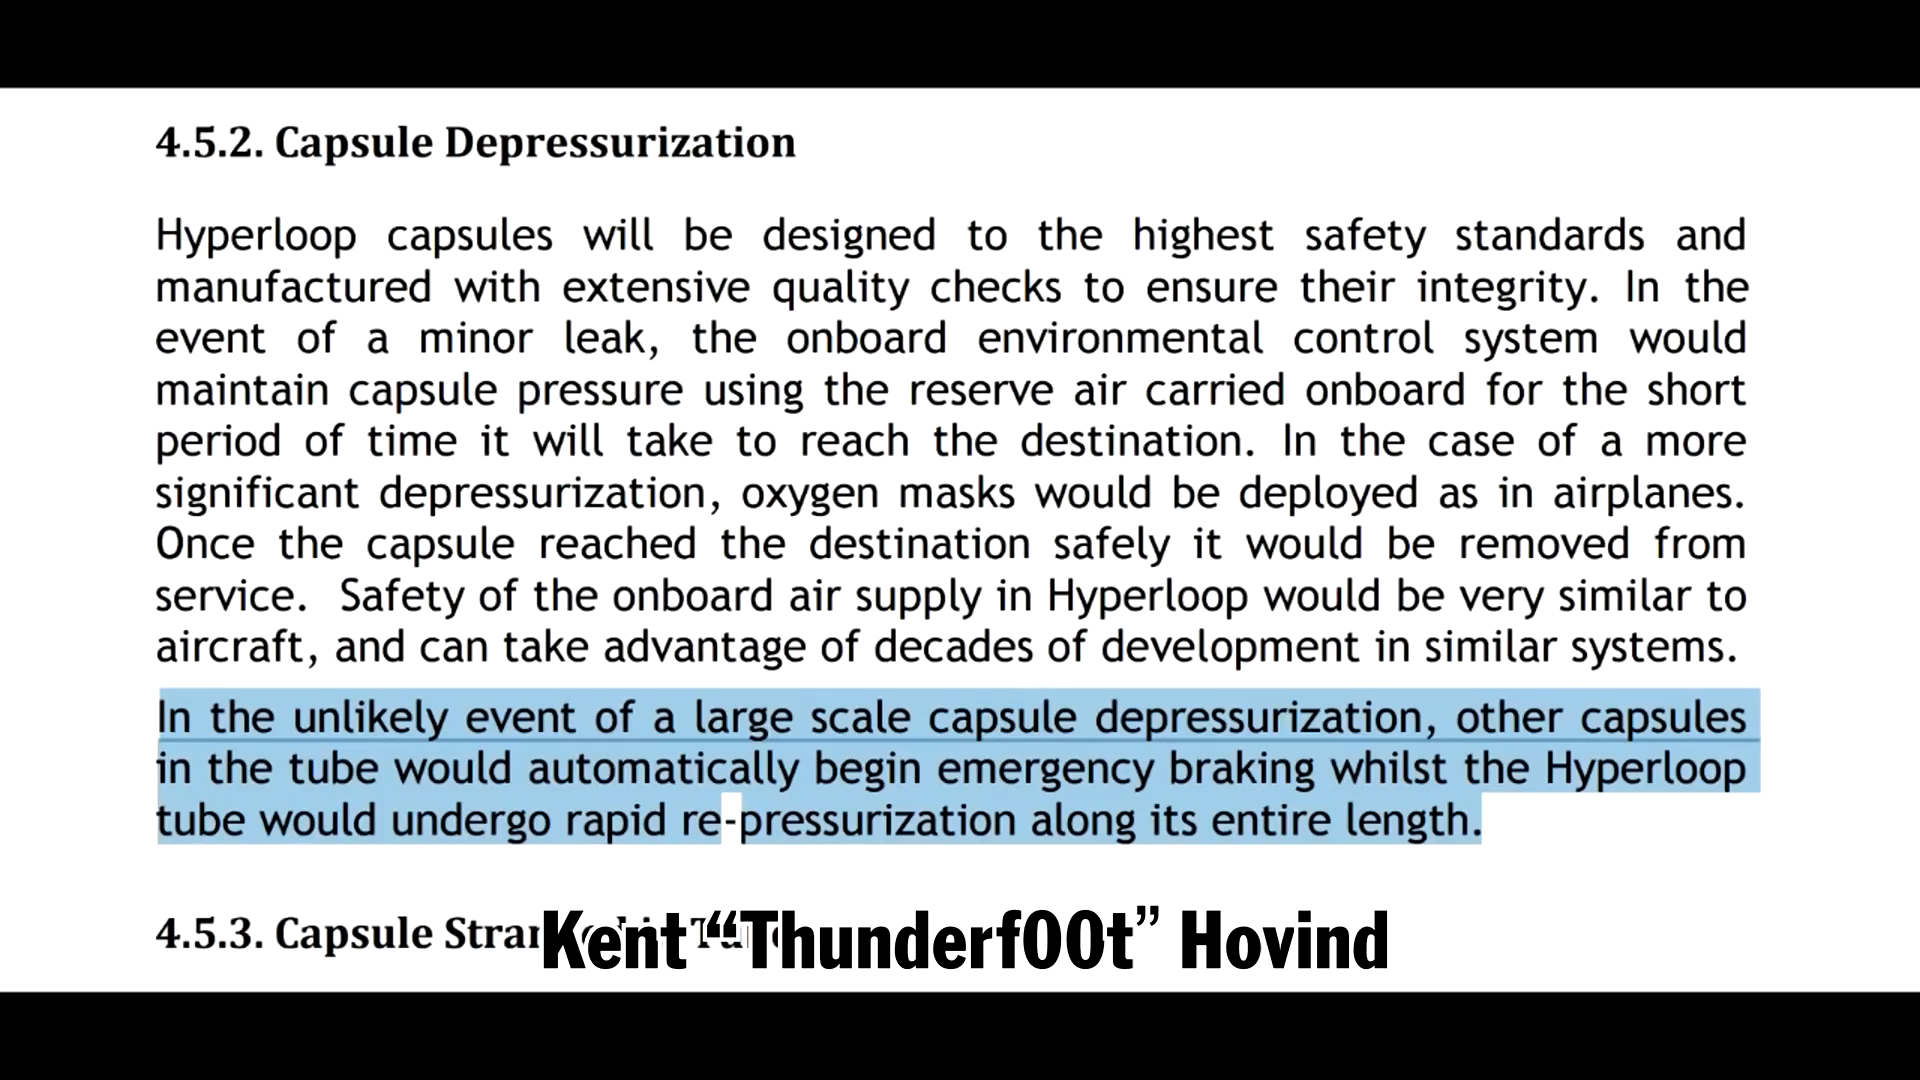 4.5.2. Capsule Depressurization
Hyperloop capsules will be designed to the highest safety standards and
manufactured with extensive quality checks to ensure their integrity. In the
event of a minor leak, the onboard environmental control system would
maintain capsule pressure using the reserve air carried onboard for the short
period of time it will take to reach the destination. In the case of a more
significant depressurization, oxygen masks would be deployed as in airplanes.
Once the capsule reached the destination safely it would be removed from
service. Safety of the onboard air supply in Hyperloop would be very similar to
aircraft, and can take advantage of decades of development in similar systems.
In the unlikely event of a large scale capsule depressurization, other capsules
in the tube would automatically begin emergency braking whilst the Hyperloop
tube would undergo rapid re-pressurization along its entire length.
4.5.3. Capsule
Kent “Thunderf00t” Hovind